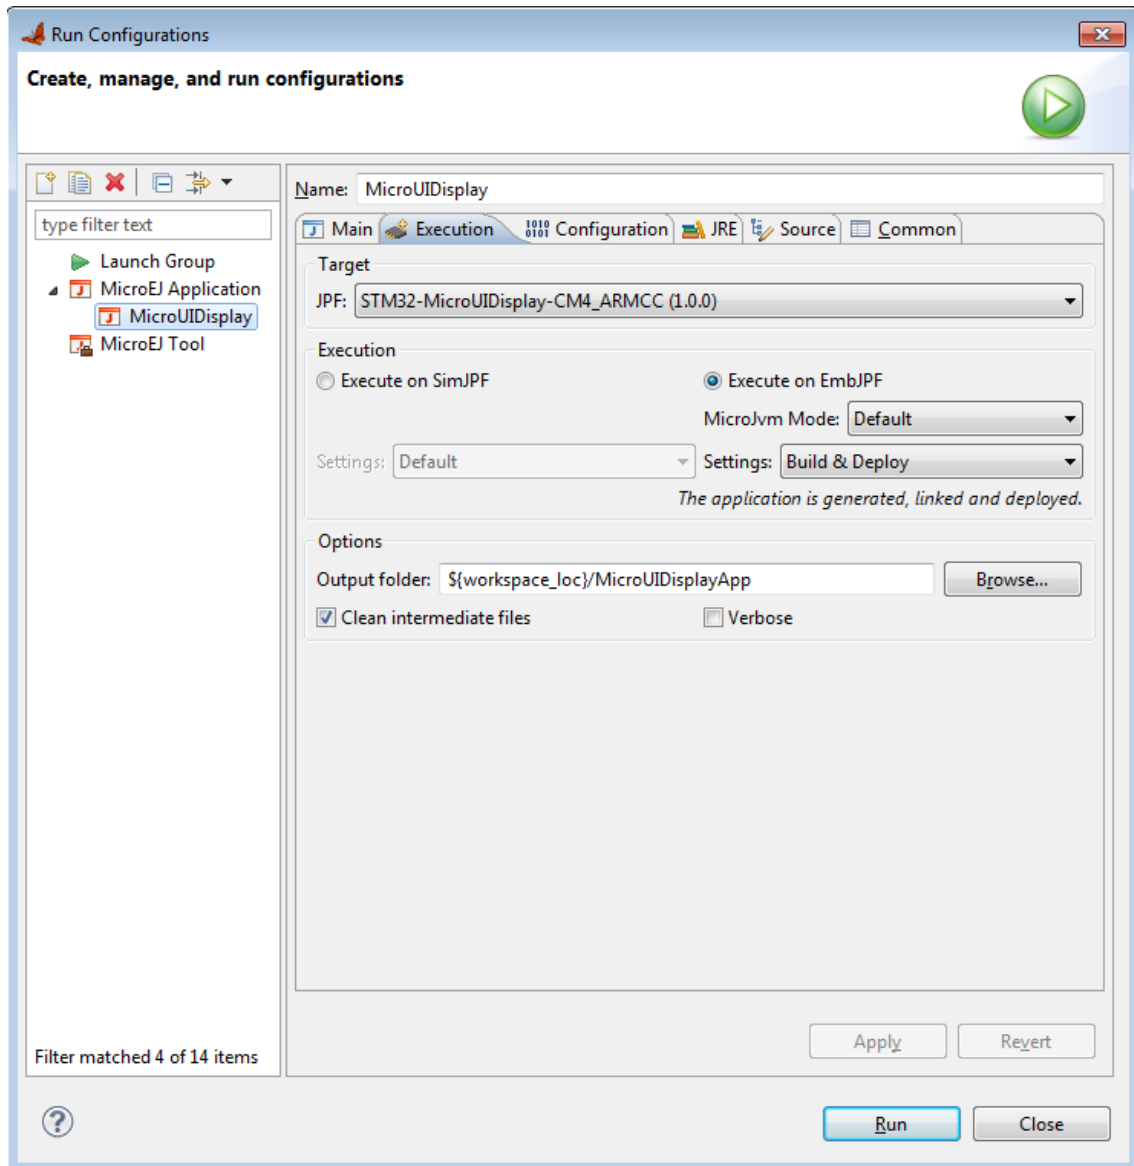 Run Configurations
Create, manage, and run configurations
type filter text
Launch Group
MicroEJ Application
MicroUIDisplay
MicroEJ Tool
Filter matched 4 of 14 items
Name: MicroUIDisplay
Main Execution Configuration JRE Source Common
Target
JPF: STM32-MicroUIDisplay-CM4_ARMCC (1.0.0)
Execution
Execute on SimJPF Execute on EmbJPF
MicroJvm Mode: Default
Settings: Default Settings: Build & Deploy
The application is generated, linked and deployed.
Options
Output folder: ${workspace_loc}/MicroUIDisplayApp Browse...
Clean intermediate files Verbose
Apply Revert
Run Close